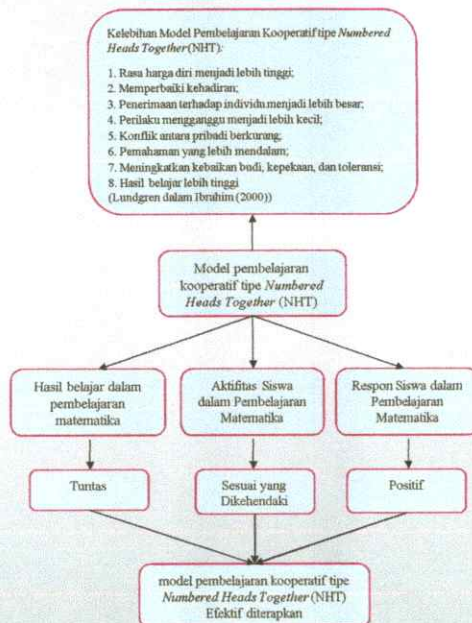 Kelebihan Model Pembelajaran Kooperatif tipe Numbered
Heads Together (NHT):
1. Rasa harga diri menjadi lebih tinggi;
2. Memperbaiki kehadiran;
3. Penerimaan terhadap individu menjadi lebih besar;
4. Perilaku mengganggu menjadi lebih kecil;
5. Konflik antara pribadi berkurang;
6. Pemahaman yang lebih mendalam;
7. Meningkatkan kebaikan budi, kepekaan, dan toleransi;
8. Hasil belajar lebih tinggi
(Lundgren dalam Ibrahim (2000))
Model pembelajaran
kooperatif tipe Numbered
Heads Together (NHT)
Hasil belajar dalam
pembelajaran
matematika
Aktifitas Siswa
dalam Pembelajaran
Matematika
Respon Siswa dalam
Pembelajaran
Matematika
Tuntas
Sesuai yang
Dikehendaki
Positif
model pembelajaran kooperatif tipe
Numbered Heads Together (NHT)
Efektif diterapkan